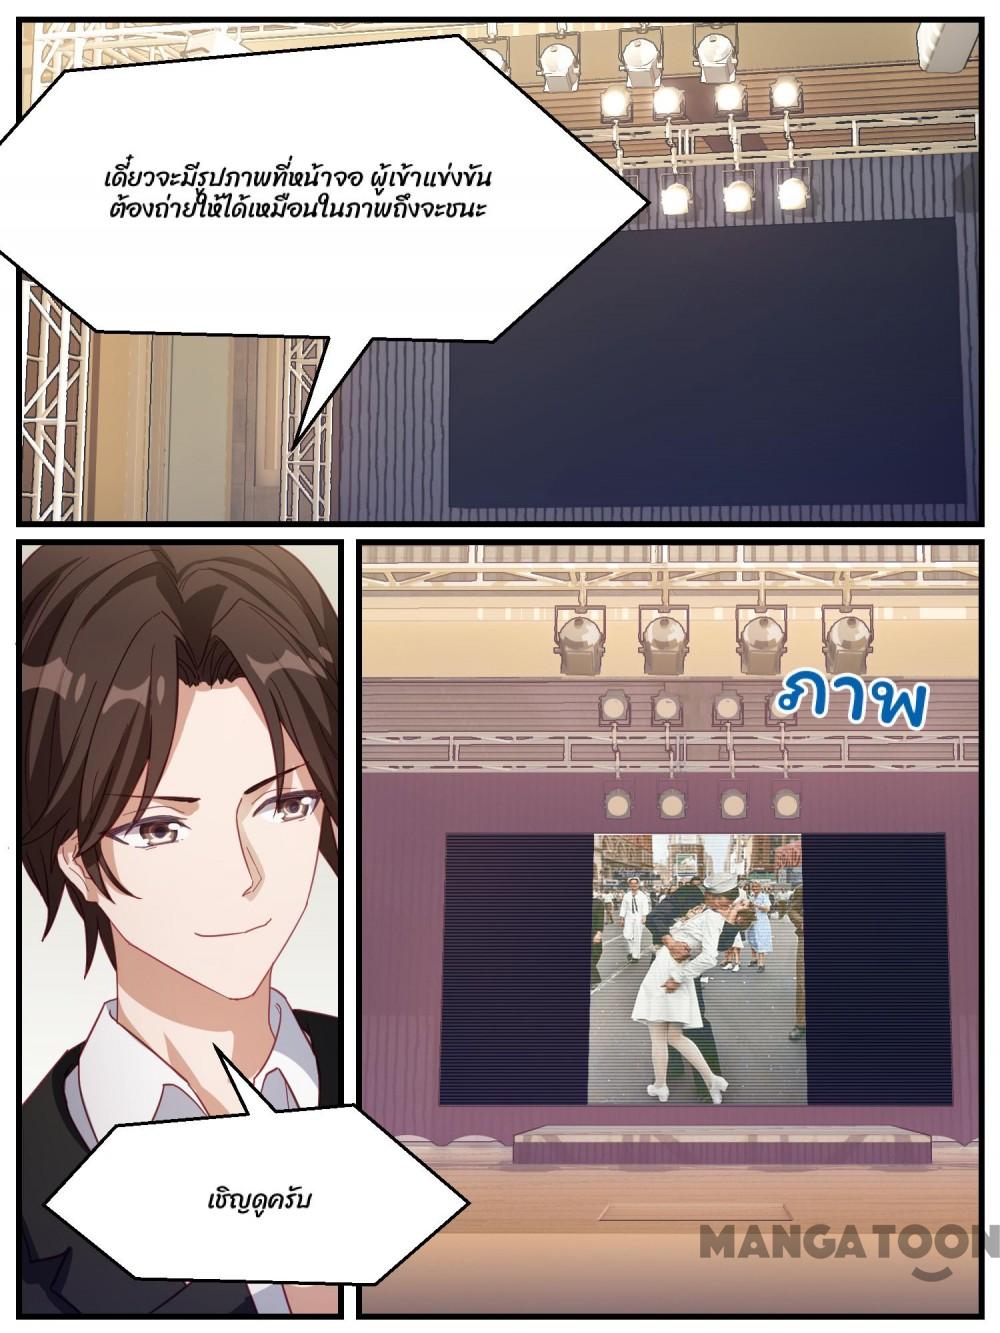 เดี๋ยวจะมีรูปภาพที่หน้าจอ ผู้เข้าแข่งขัน
ต้องถ่ายให้ได้เหมือนในภาพถึงจะชนะ
ภาพ
เชิญดูครับ
MANGATOON